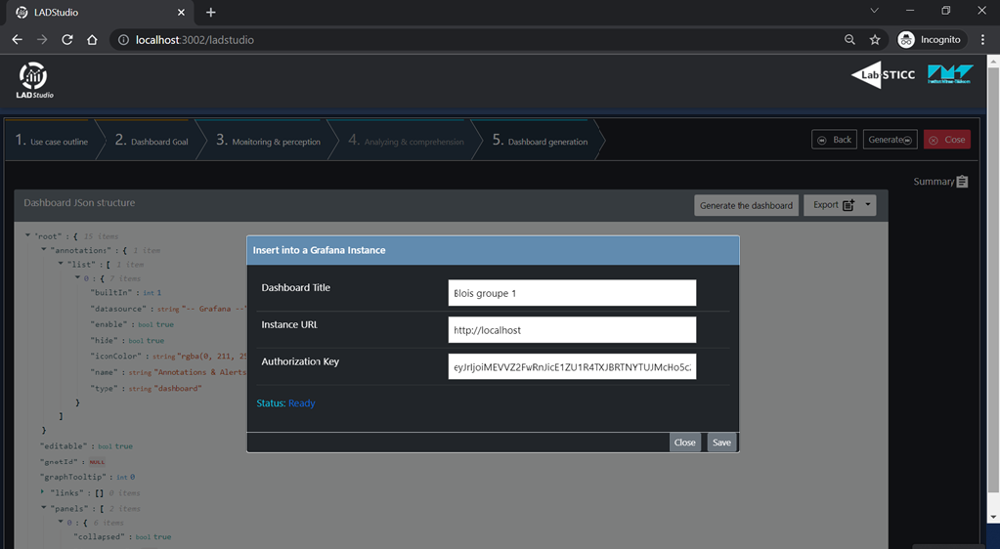 LADStudio
localhost:3002/ladstudio
Incognito
LAD Studio
Lab-STICC
1. Use case outline
2. Dashboard Goal
3. Monitoring & perception
4. Analyzing & comprehension
5. Dashboard generation
Back
Generate
Close
Summary
Dashboard JSon structure
Generate the dashboard
Export
"root" : { 15 items
"annotations" : { 1 item
"list" : [ 1 item
0 : { 7 items
"builtIn" : int 1
"datasource" : string "-- Grafana --"
"enable" : bool true
"hide" : bool true
"iconColor" : string "rgba(0, 211, 25
"name" : string "Annotations & Alerts
"type" : string "dashboard"
}
]
}
"editable" : bool true
"gnetId" : NULL
"graphTooltip" : int 0
"links" : [] 0 items
"panels" : [ 2 items
0 : { 6 items
"collapsed" : bool true
Insert into a Grafana Instance
Dashboard Title
Blois groupe 1
Instance URL
http://localhost
Authorization Key
Status: Ready
Close
Save